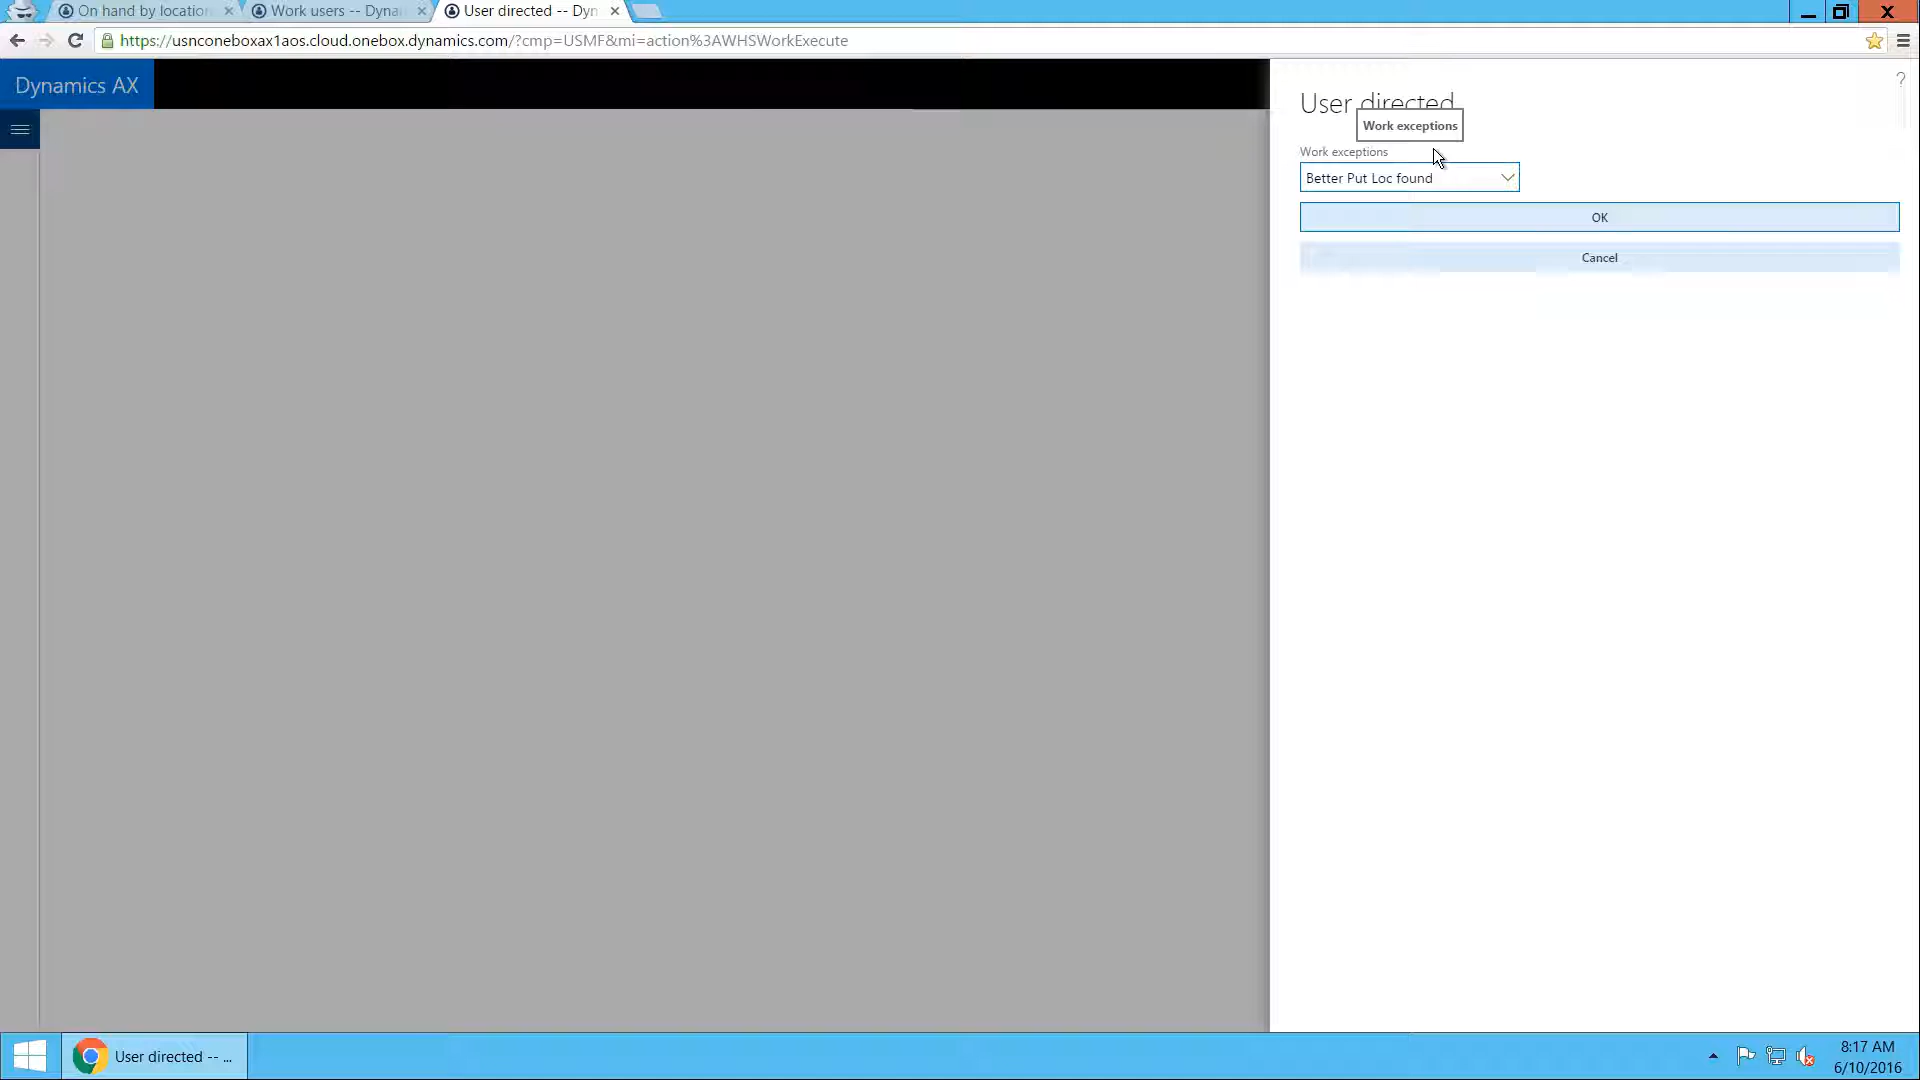 On hand by location
Work users -- Dyna
User directed -- Dyn
https://usnconeboxax1aos.cloud.onebox.dynamics.com/?cmp=USMF&mi=action%3AWHSWorkExecute
Dynamics AX
?
User directed
Work exceptions
Work exceptions
Better Put Loc found
OK
Cancel
User directed -- ...
8:17 AM
6/10/2016